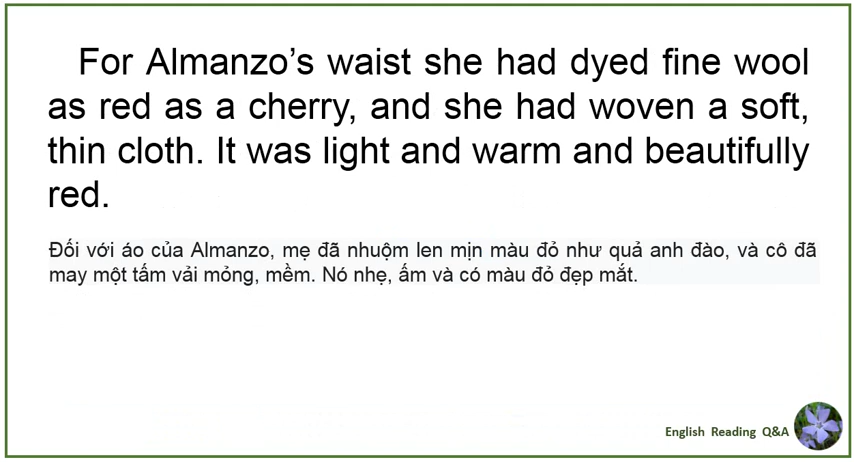 For Almanzo’s waist she had dyed fine wool
as red as a cherry, and she had woven a soft,
thin cloth. It was light and warm and beautifully
red.
Đối với áo của Almanzo, mẹ đã nhuộm len mịn màu đỏ như quả anh đào, và cô đã
may một tấm vải mỏng, mềm. Nó nhẹ, ấm và có màu đỏ đẹp mắt.
English Reading Q&A